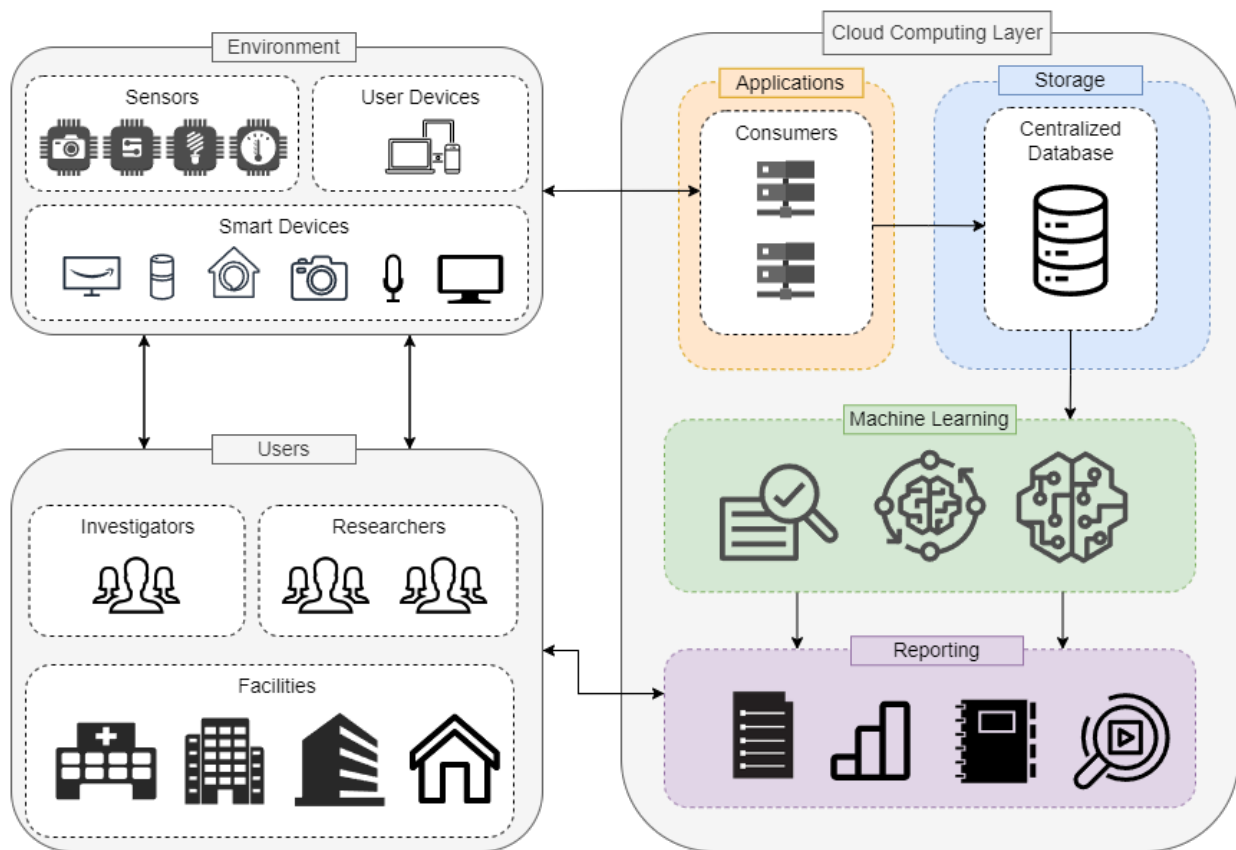 Environment
Sensors
User Devices
Smart Devices
Users
Investigators
Researchers
Facilities
Cloud Computing Layer
Applications
Consumers
Storage
Centralized
Database
Machine Learning
Reporting